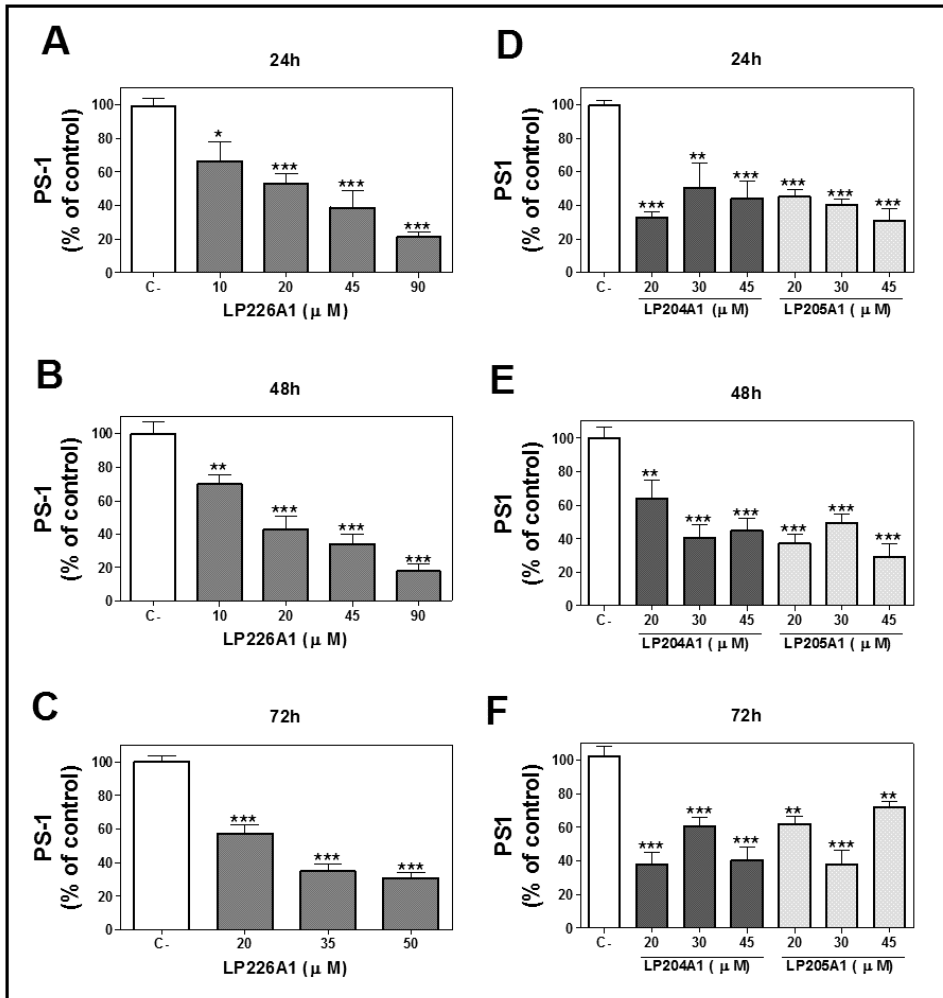 A
24h
PS-1
(% of control)
100
80
60
40
20
0
*
***
***
***
C-
10
20
45
90
LP226A1 (μ M)
B
48h
PS-1
(% of control)
100
80
60
40
20
0
**
***
***
***
C-
10
20
45
90
LP226A1 (μ M)
C
72h
PS-1
(% of control)
100
80
60
40
20
0
***
***
***
C-
20
35
50
LP226A1 (μ M)
D
24h
PS1
(% of control)
100
80
60
40
20
0
***
**
***
***
***
***
C-
20
30
45
20
30
45
LP204A1 (μ M)
LP205A1 ( μ M)
E
48h
PS1
(% of control)
100
80
60
40
20
0
**
***
***
***
***
***
C-
20
30
45
20
30
45
LP204A1 ( μ M)
LP205A1 ( μ M)
F
72h
PS1
(% of control)
100
80
60
40
20
0
***
***
***
**
***
**
C-
20
30
45
20
30
45
LP204A1 ( μ M)
LP205A1 ( μ M)